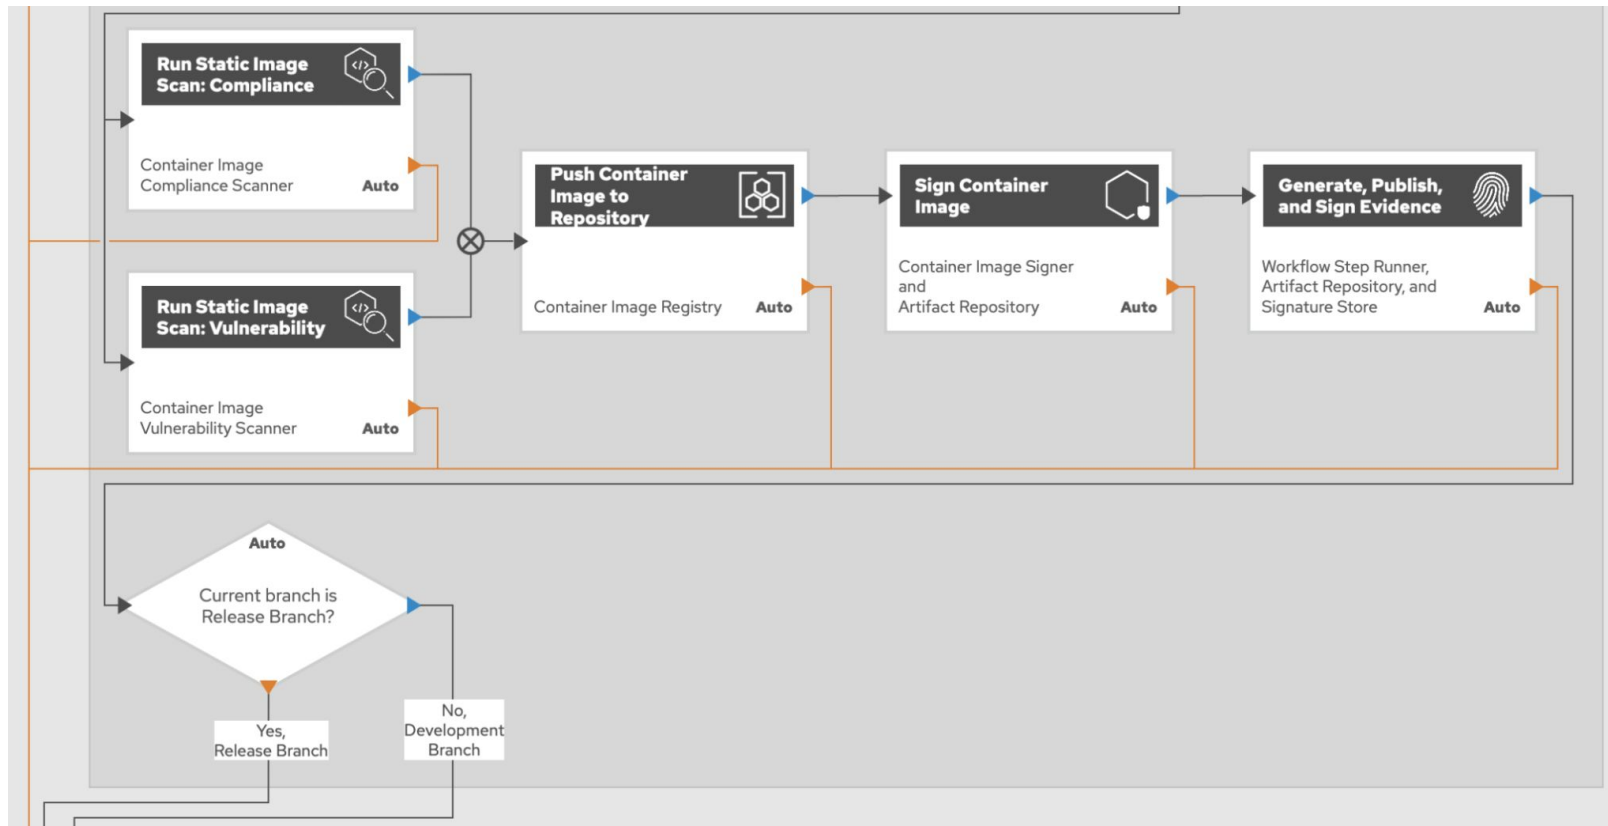 Run Static Image
Scan: Compliance
Container Image
Compliance Scanner
Auto
Run Static Image
Scan: Vulnerability
Container Image
Vulnerability Scanner
Auto
Push Container
Image to
Repository
Container Image Registry
Auto
Sign Container
Image
Container Image Signer
and
Artifact Repository
Auto
Generate, Publish,
and Sign Evidence
Workflow Step Runner,
Artifact Repository, and
Signature Store
Auto
Auto
Current branch is
Release Branch?
Yes,
Release Branch
No,
Development
Branch